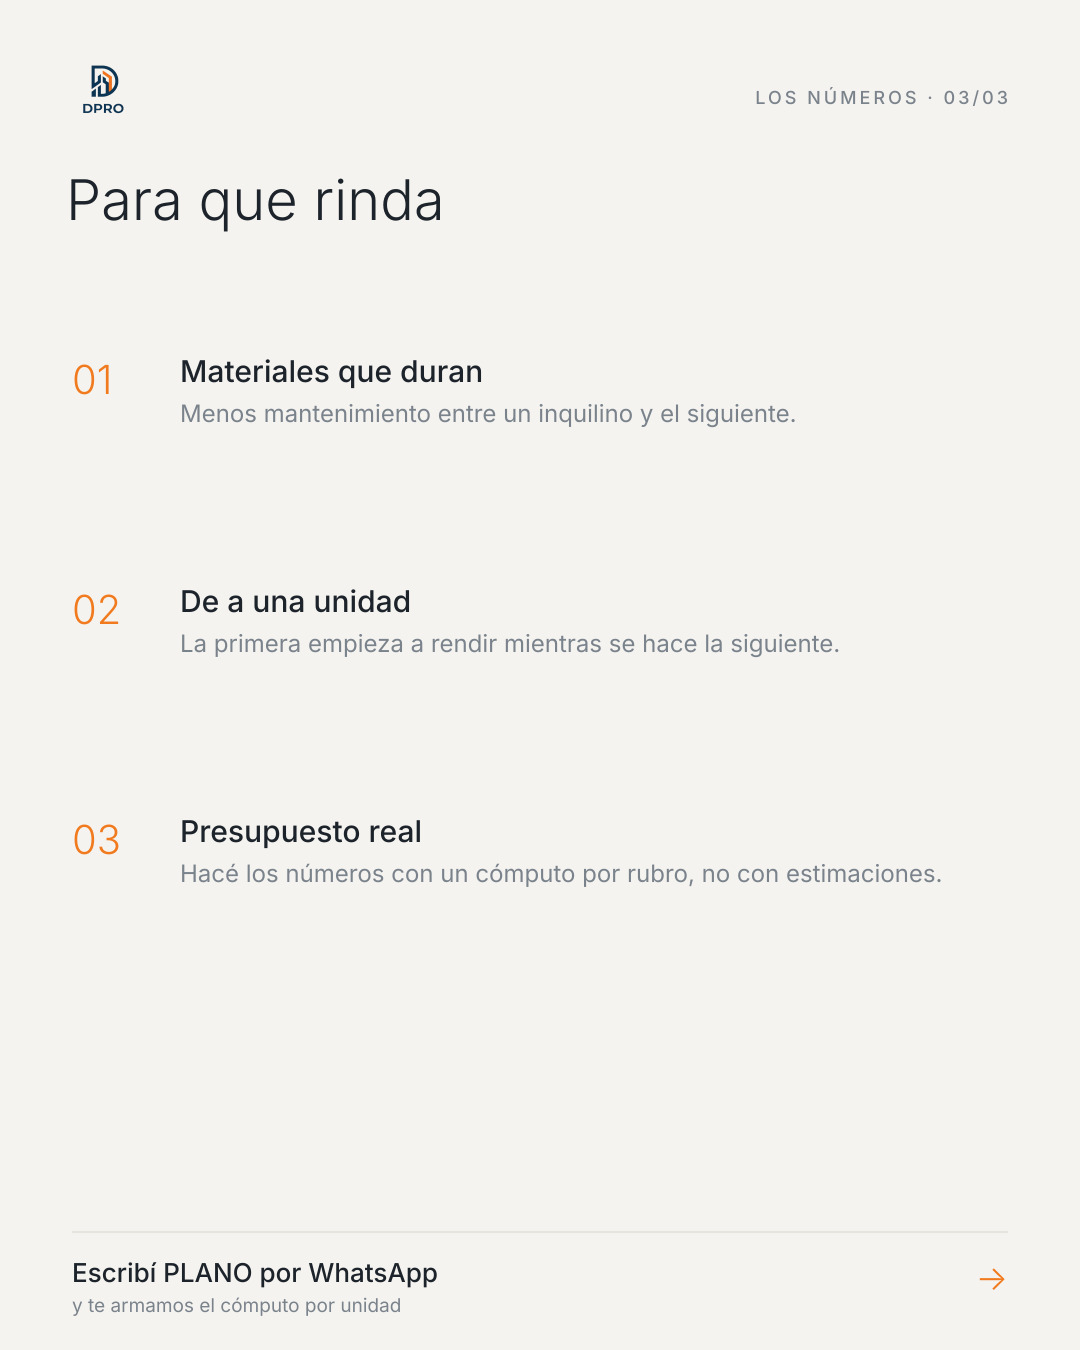 DPRO
LOS NÚMEROS · 03/03
Para que rinda
01
Materiales que duran
Menos mantenimiento entre un inquilino y el siguiente.
02
De a una unidad
La primera empieza a rendir mientras se hace la siguiente.
03
Presupuesto real
Hacé los números con un cómputo por rubro, no con estimaciones.
Escribí PLANO por WhatsApp
y te armamos el cómputo por unidad